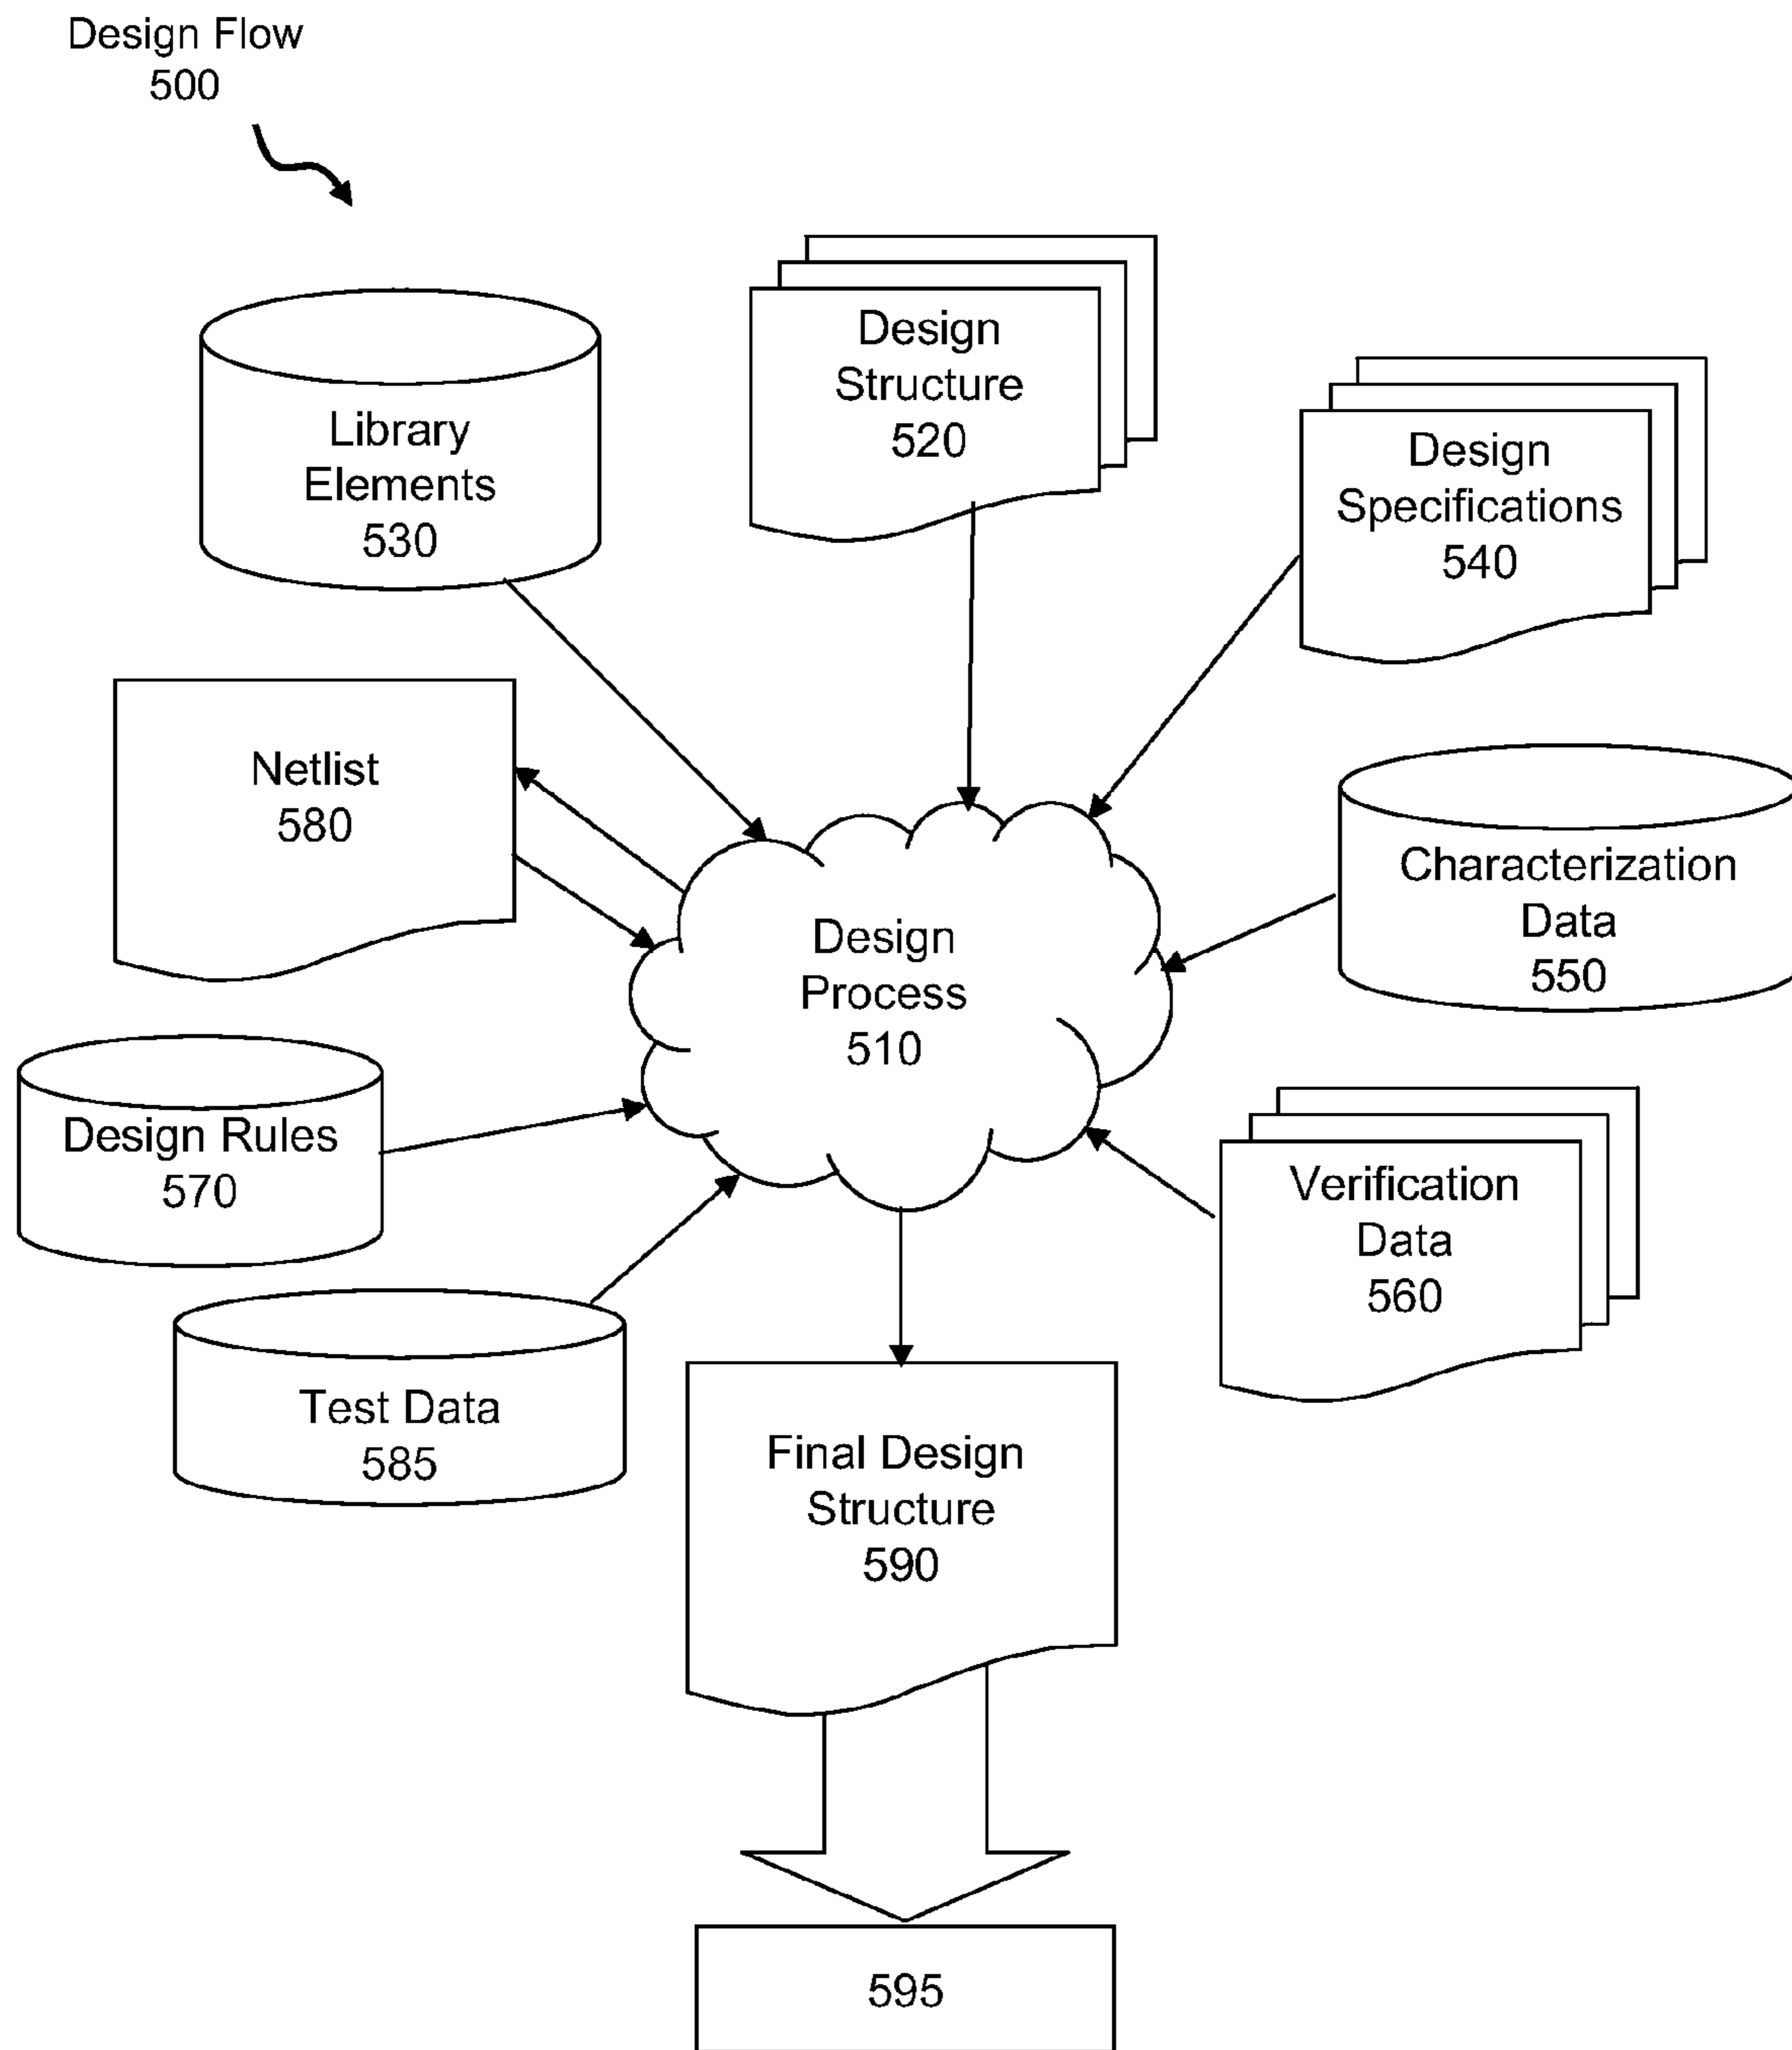 Design Flow
500
Design
Structure
520
Library
Elements
530
Design
Specifications
540
Netlist
580
Characterization
Data
550
Design
Process
510
Design Rules
570
Verification
Data
560
Test Data
585
Final Design
Structure
590
595